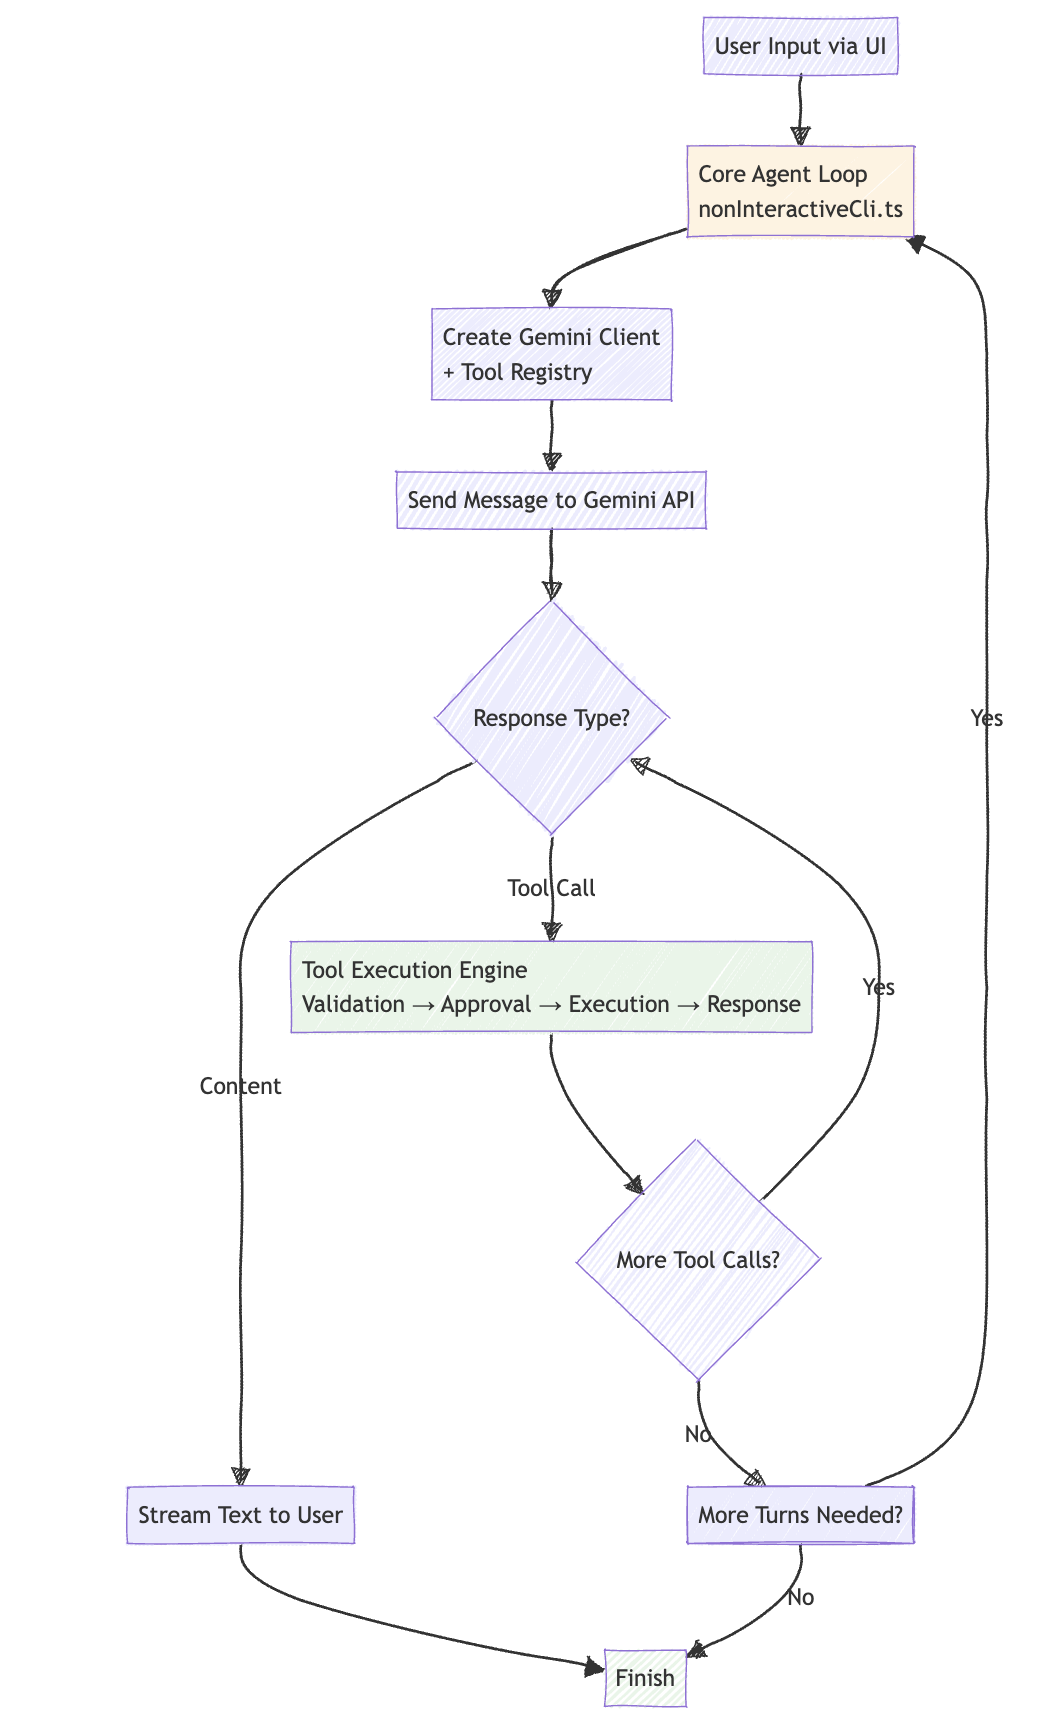 User Input via UI
Core Agent Loop
nonInteractiveCli.ts
Create Gemini Client
+ Tool Registry
Send Message to Gemini API
Response Type?
Yes
Tool Call
Tool Execution Engine
Validation → Approval → Execution → Response
Yes
Content
More Tool Calls?
No
Stream Text to User
More Turns Needed?
No
Finish